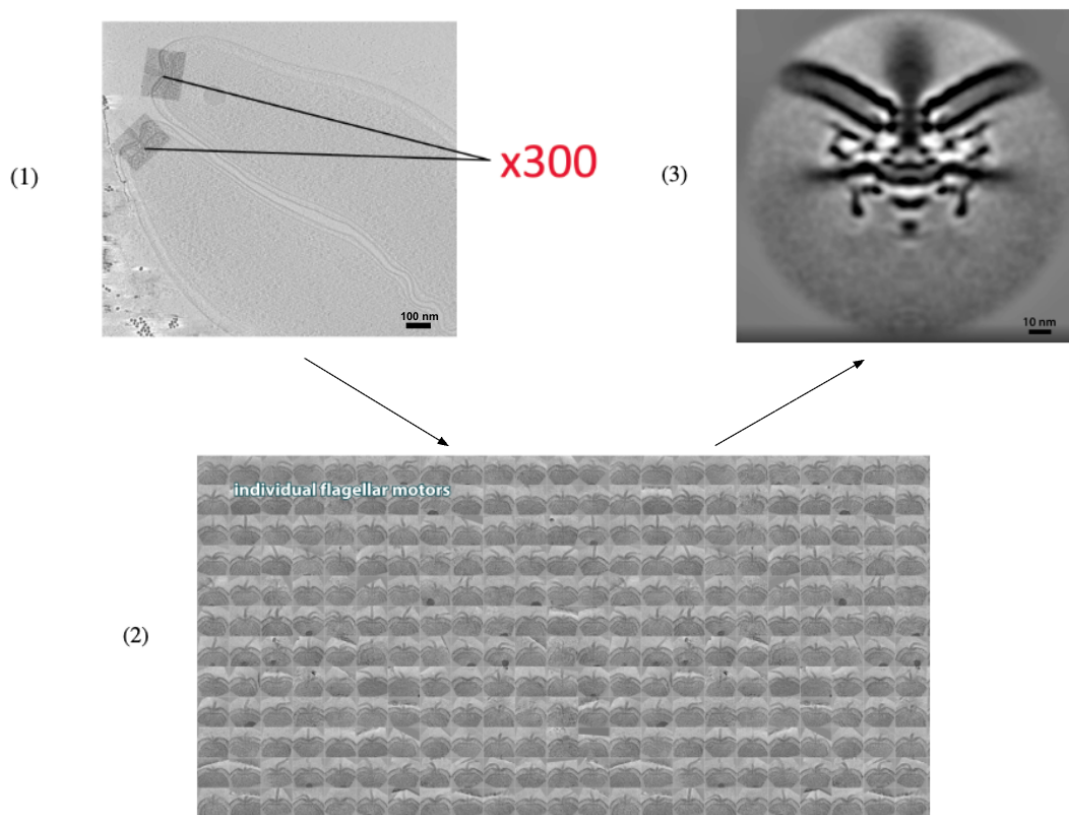 (1)
x300
100 nm
(3)
10 nm
individual flagellar motors
(2)